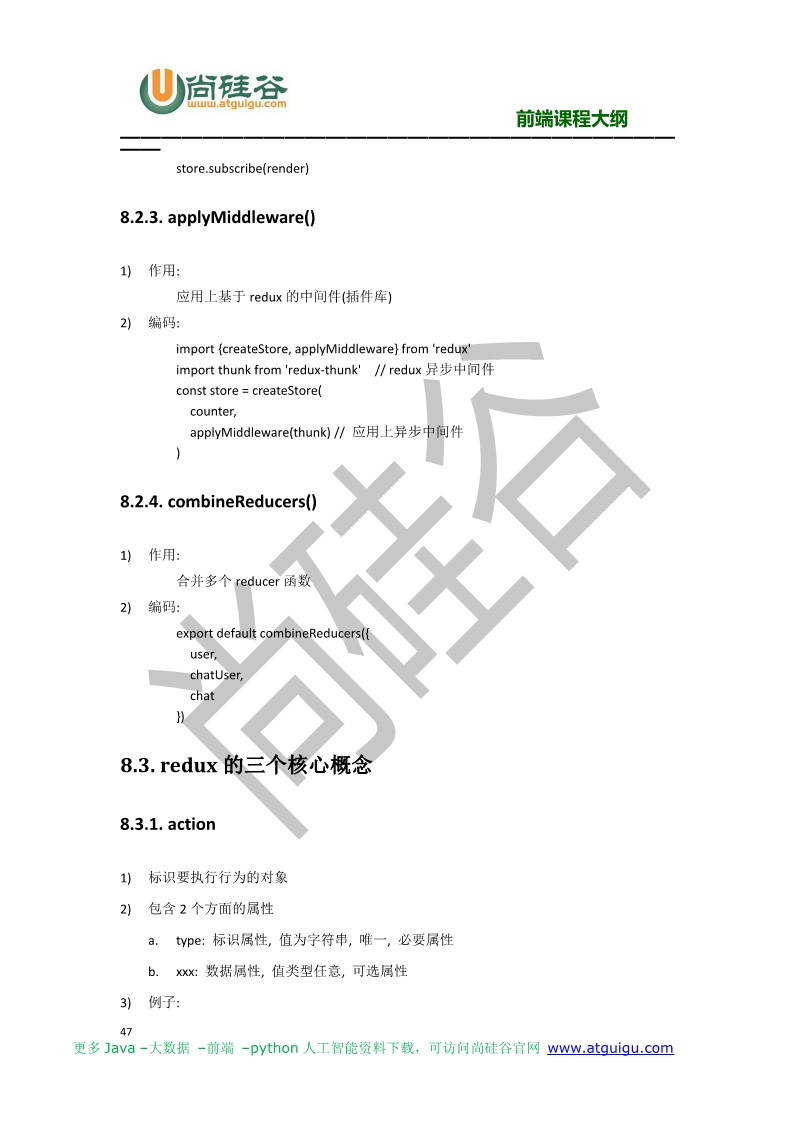 尚硅谷
www.atguigu.com
前端课程大纲
store.subscribe(render)
8.2.3. applyMiddleware()
1) 作用:
应用上基于 redux 的中间件(插件库)
2) 编码:
import {createStore, applyMiddleware} from 'redux'
import thunk from 'redux-thunk' // redux 异步中间件
const store = createStore(
counter,
applyMiddleware(thunk) // 应用上异步中间件
)
8.2.4. combineReducers()
1) 作用:
合并多个 reducer 函数
2) 编码:
export default combineReducers({
user,
chatUser,
chat
})
8.3. redux 的三个核心概念
8.3.1. action
1) 标识要执行行为的对象
2) 包含 2 个方面的属性
a. type: 标识属性, 值为字符串, 唯一, 必要属性
b. xxx: 数据属性, 值类型任意, 可选属性
3) 例子:
47
更多 Java –大数据 –前端 –python 人工智能资料下载，可访问尚硅谷官网 www.atguigu.com
尚硅谷